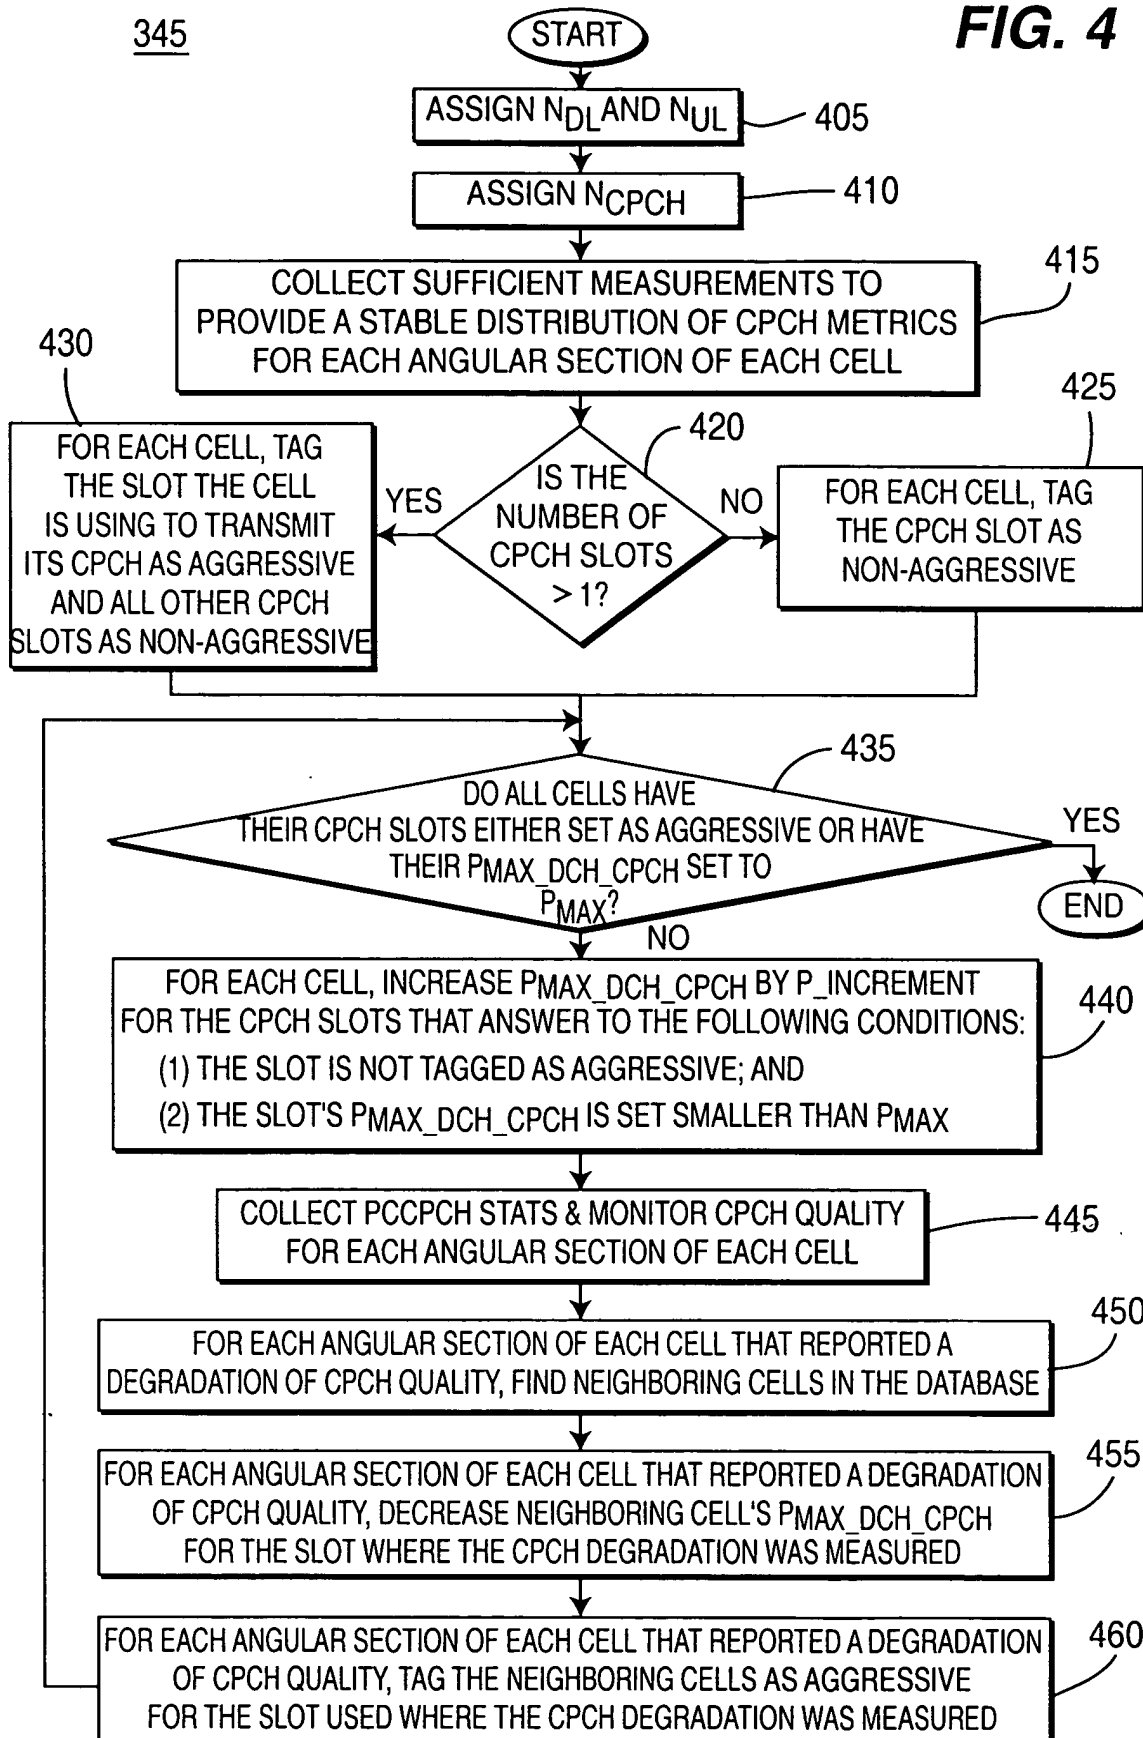 345
START
FIG. 4
ASSIGN NDL AND NUL
405
ASSIGN NCPCH
410
COLLECT SUFFICIENT MEASUREMENTS TO
PROVIDE A STABLE DISTRIBUTION OF CPCH METRICS
FOR EACH ANGULAR SECTION OF EACH CELL
415
430
FOR EACH CELL, TAG
THE SLOT THE CELL
IS USING TO TRANSMIT
ITS CPCH AS AGGRESSIVE
AND ALL OTHER CPCH
SLOTS AS NON-AGGRESSIVE
YES
420
IS THE
NUMBER OF
CPCH SLOTS
> 1?
NO
425
FOR EACH CELL, TAG
THE CPCH SLOT AS
NON-AGGRESSIVE
435
DO ALL CELLS HAVE
THEIR CPCH SLOTS EITHER SET AS AGGRESSIVE OR HAVE
THEIR PMAX_DCH_CPCH SET TO
PMAX?
YES
END
NO
FOR EACH CELL, INCREASE PMAX_DCH_CPCH BY P_INCREMENT
FOR THE CPCH SLOTS THAT ANSWER TO THE FOLLOWING CONDITIONS:
(1) THE SLOT IS NOT TAGGED AS AGGRESSIVE; AND
(2) THE SLOT'S PMAX_DCH_CPCH IS SET SMALLER THAN PMAX
440
COLLECT PCCPCH STATS & MONITOR CPCH QUALITY
FOR EACH ANGULAR SECTION OF EACH CELL
445
FOR EACH ANGULAR SECTION OF EACH CELL THAT REPORTED A
DEGRADATION OF CPCH QUALITY, FIND NEIGHBORING CELLS IN THE DATABASE
450
FOR EACH ANGULAR SECTION OF EACH CELL THAT REPORTED A DEGRADATION
OF CPCH QUALITY, DECREASE NEIGHBORING CELL'S PMAX_DCH_CPCH
FOR THE SLOT WHERE THE CPCH DEGRADATION WAS MEASURED
455
FOR EACH ANGULAR SECTION OF EACH CELL THAT REPORTED A DEGRADATION
OF CPCH QUALITY, TAG THE NEIGHBORING CELLS AS AGGRESSIVE
FOR THE SLOT USED WHERE THE CPCH DEGRADATION WAS MEASURED
460